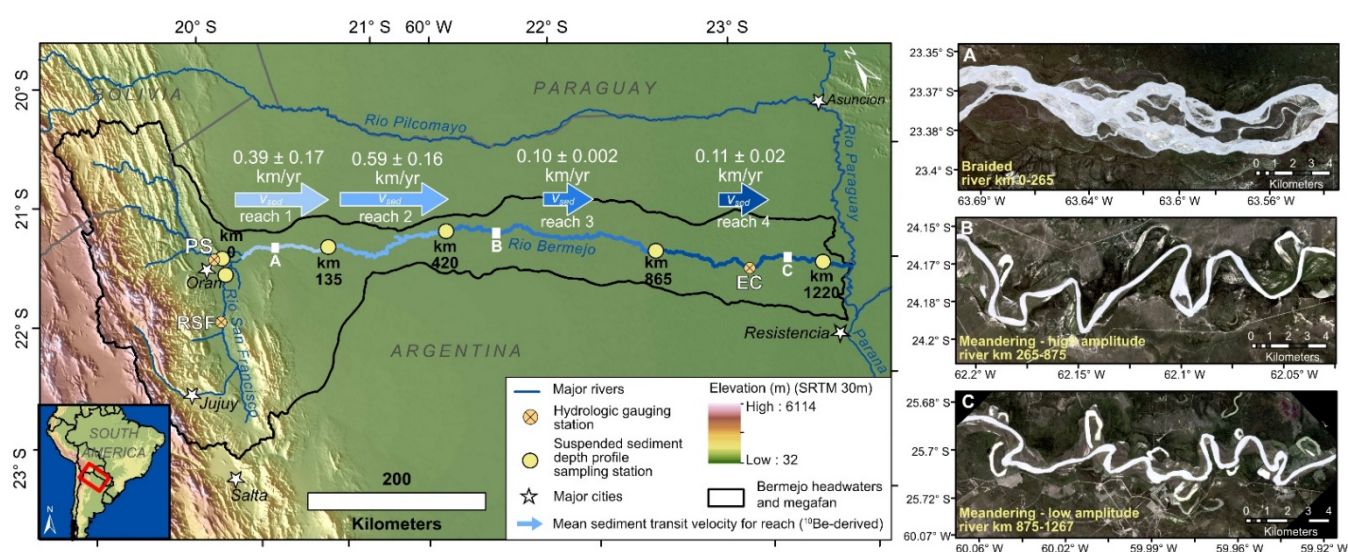 20° S
21° S
60° W
22° S
23° S
20° S
21° S
22° S
23° S
BOLIVIA
PARAGUAY
Asuncion
Rio Pilcomayo
Rio Paraguay
0.39 ± 0.17
km/yr
0.59 ± 0.16
km/yr
0.10 ± 0.002
km/yr
0.11 ± 0.02
km/yr
Vsed
reach 1
Vsed
reach 2
Vsed
reach 3
Vsed
reach 4
PS
km
0
Oran
A
km
135
km
420
B
Rio Bermejo
km
865
EC
C
km
1220
RSF
Rio San Francisco
Jujuy
Salta
ARGENTINA
Resistencia
Parana
200
Kilometers
SOUTH
AMERICA
N
N
Major rivers
Hydrologic gauging
station
Suspended sediment
depth profile
sampling station
Major cities
Mean sediment transit velocity for reach (10Be-derived)
Elevation (m) (SRTM 30m)
High : 6114
Low : 32
Bermejo headwaters
and megafan
A
23.35° S
23.37° S
23.38° S
23.4° S
Braided
river km 0-265
0 1 2 3 4
Kilometers
63.69° W
63.64° W
63.6° W
63.56° W
B
24.15° S
24.17° S
24.18° S
24.2° S
Meandering - high amplitude
river km 265-875
0 1 2 3 4
Kilometers
62.2° W
62.15° W
62.1° W
62.05° W
C
25.68° S
25.7° S
25.72° S
Meandering - low amplitude
river km 875-1267
0 1 2 3 4
Kilometers
60.07° W
60.06° W
60.02° W
59.99° W
59.96° W
59.92° W